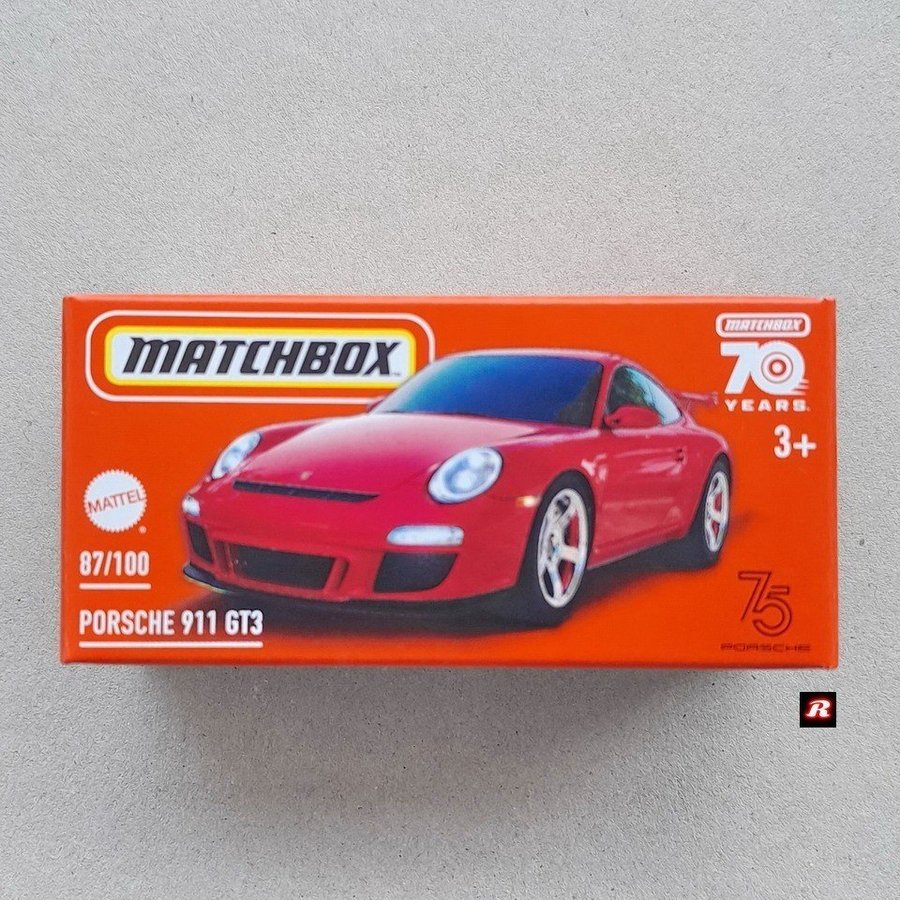 MATCHBOX
MATCHBOX
70
YEARS
3+
MATTEL
87/100
PORSCHE 911 GT3
75
PORSCHE
R